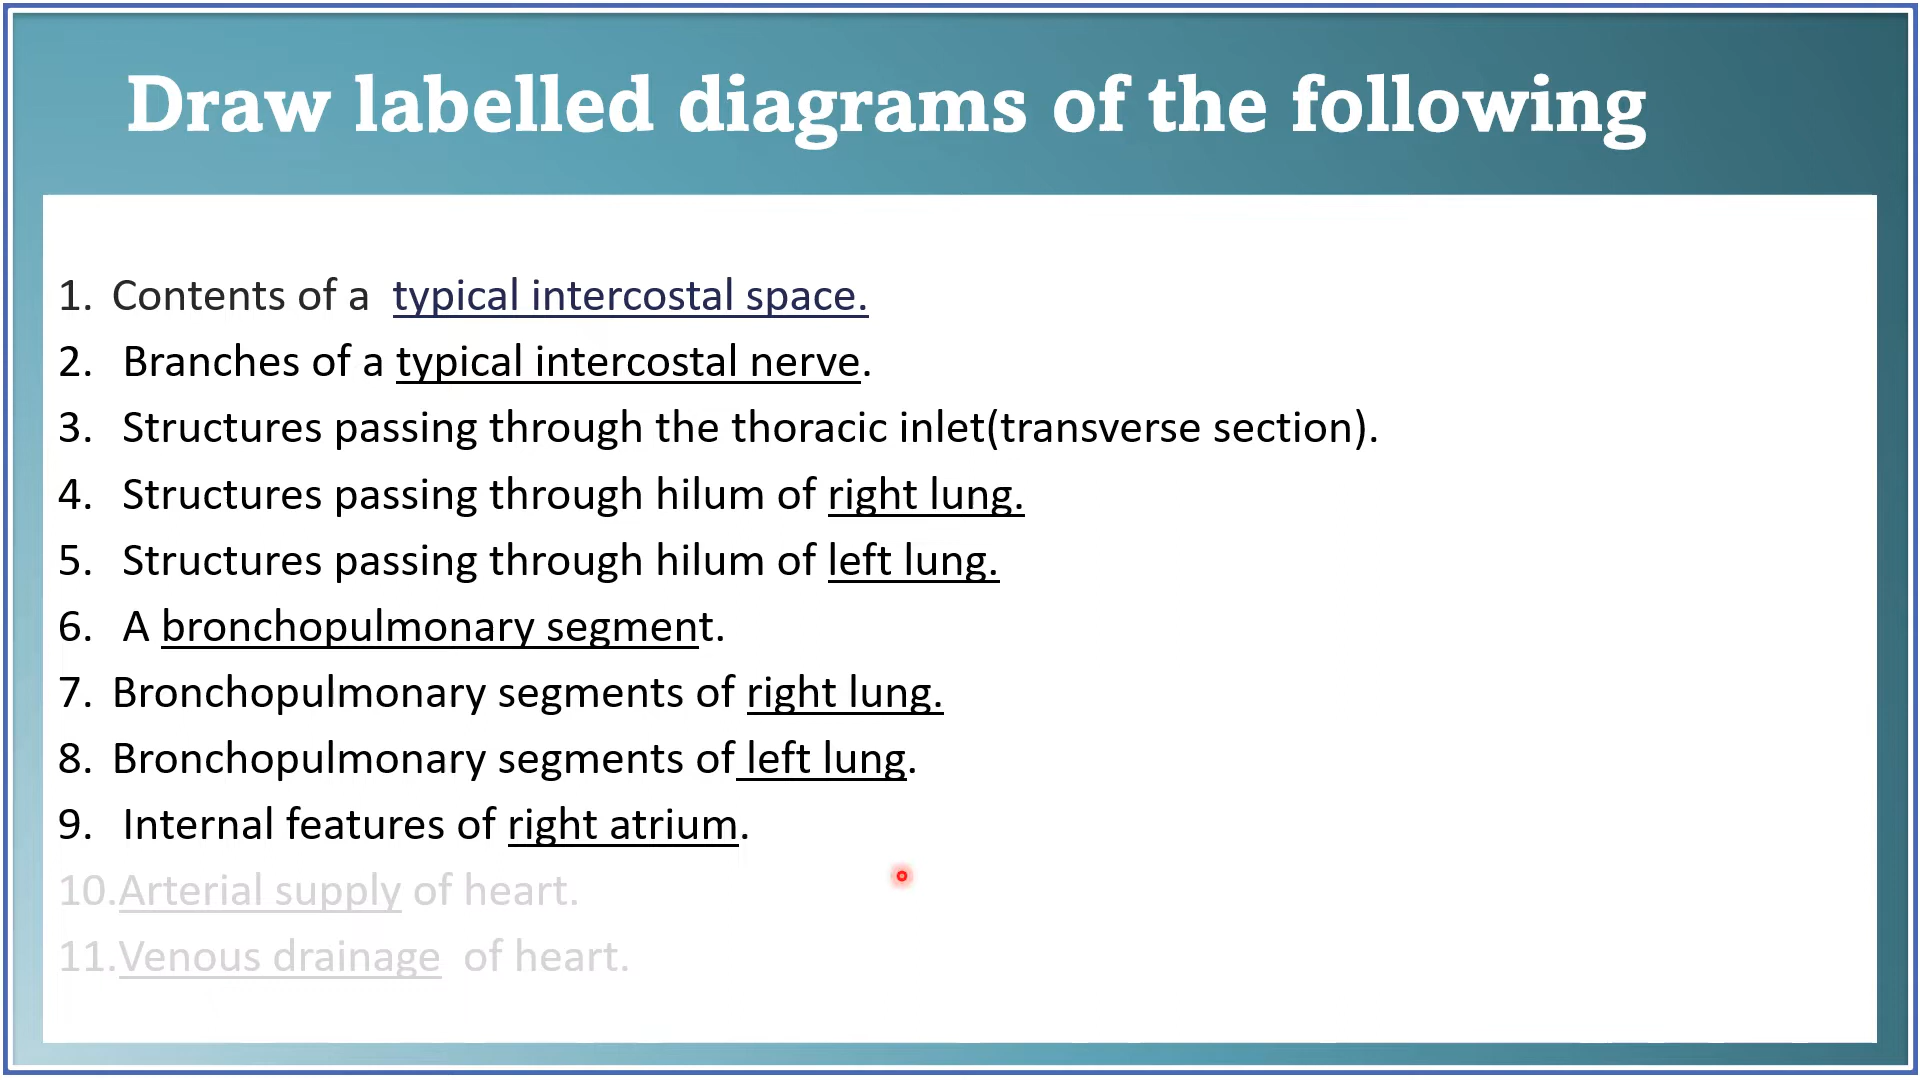 Draw labelled diagrams of the following
1. Contents of a typical intercostal space.
2. Branches of a typical intercostal nerve.
3. Structures passing through the thoracic inlet(transverse section).
4. Structures passing through hilum of right lung.
5. Structures passing through hilum of left lung.
6. A bronchopulmonary segment.
7. Bronchopulmonary segments of right lung.
8. Bronchopulmonary segments of left lung.
9. Internal features of right atrium.
10.Arterial supply of heart.
11.Venous drainage of heart.